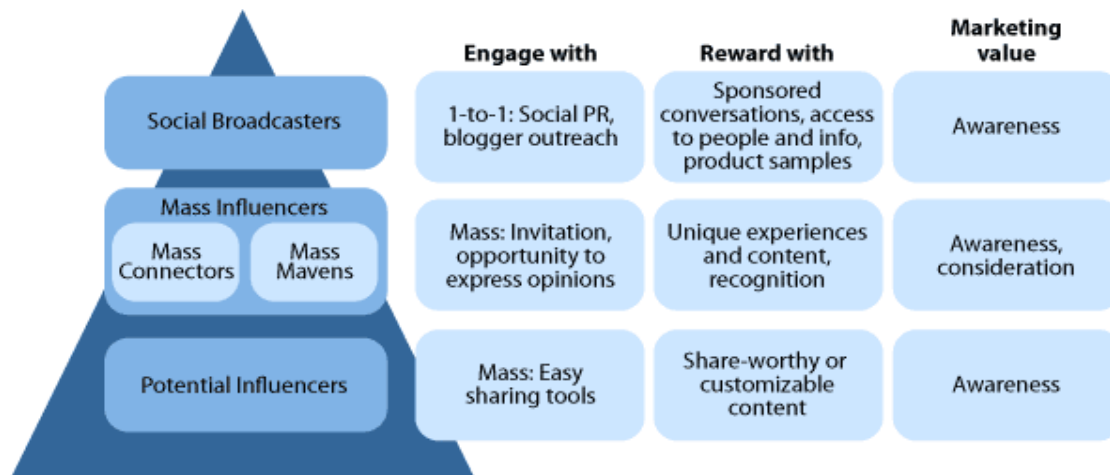 Engage with
Reward with
Marketing
value
Social Broadcasters
1-to-1: Social PR,
blogger outreach
Sponsored
conversations, access
to people and info,
product samples
Awareness
Mass Influencers
Mass
Connectors
Mass
Mavens
Mass: Invitation,
opportunity to
express opinions
Unique experiences
and content,
recognition
Awareness,
consideration
Potential Influencers
Mass: Easy
sharing tools
Share-worthy or
customizable
content
Awareness